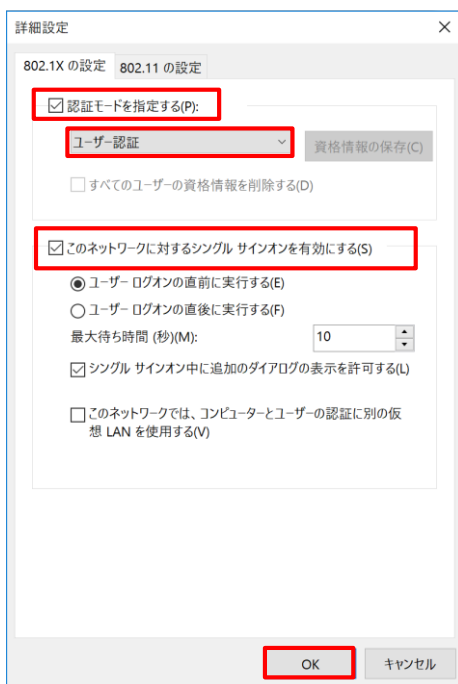 詳細設定
802.1X の設定 802.11 の設定
認証モードを指定する(P):
ユーザー認証 資格情報の保存(C)
すべてのユーザーの資格情報を削除する(D)
このネットワークに対するシングル サインオンを有効にする(S)
ユーザー ログオンの直前に実行する(E)
ユーザー ログオンの直後に実行する(F)
最大待ち時間 (秒)(M): 10
シングル サインオン中に追加のダイアログの表示を許可する(L)
このネットワークでは、コンピューターとユーザーの認証に別の仮
想 LAN を使用する(V)
OK キャンセル